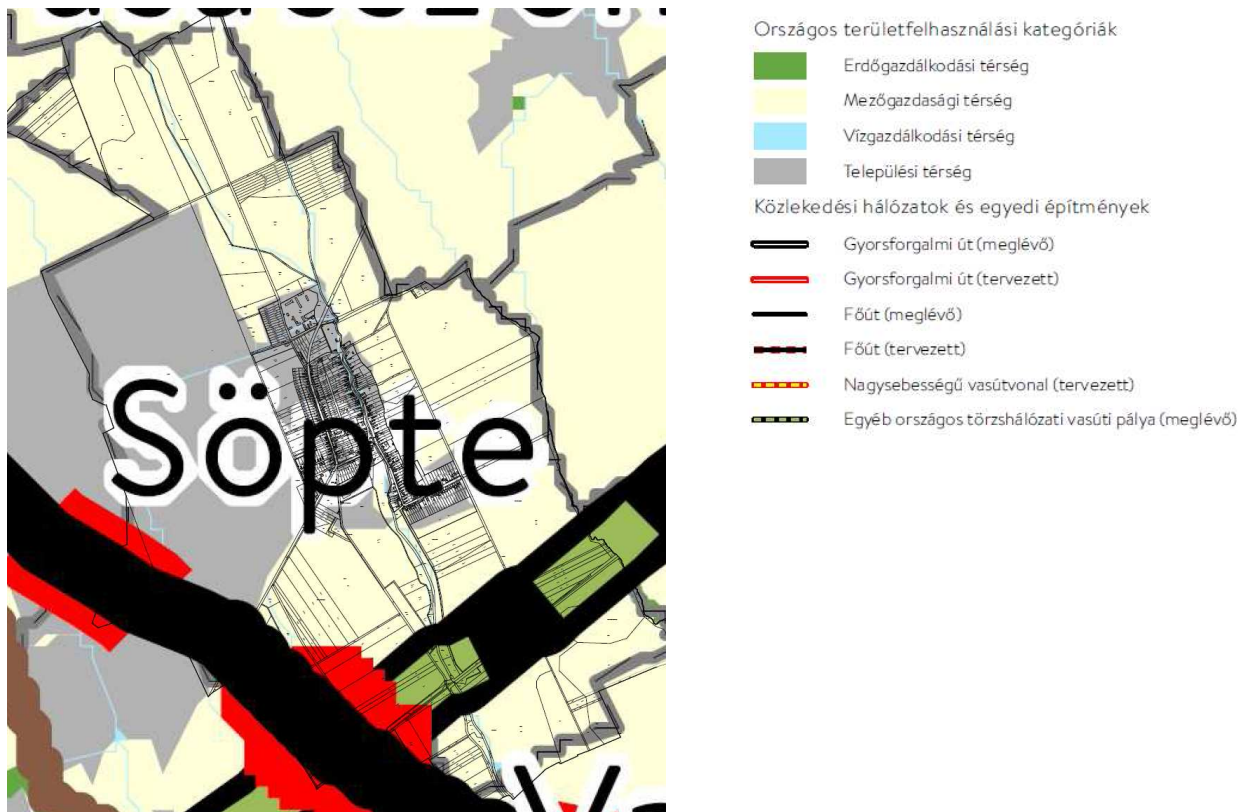 Söpte
Országos területfelhasználási kategóriák
Erdőgazdálkodási térség
Mezőgazdasági térség
Vízgazdálkodási térség
Települési térség
Közlekedési hálózatok és egyedi építmények
Gyorsforgalmi út (meglévő)
Gyorsforgalmi út (tervezett)
Főút (meglévő)
Főút (tervezett)
Nagysebességű vasútvonal (tervezett)
Egyéb országos törzshálózati vasúti pálya (meglévő)